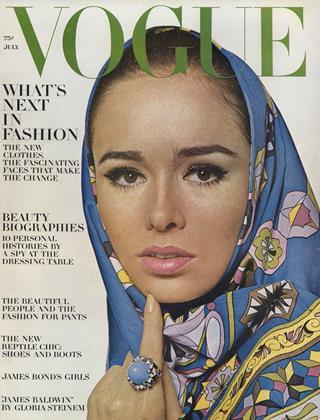 VOGUE
75¢
JULY
WHAT'S
NEXT
IN
FASHION
THE NEW
CLOTHES,
THE FASCINATING
FACES THAT MAKE
THE CHANGE
BEAUTY
BIOGRAPHIES
10 PERSONAL
HISTORIES BY
A SPY AT THE
DRESSING TABLE
THE BEAUTIFUL
PEOPLE AND THE
FASHION FOR PANTS
THE NEW
REPTILE CHIC:
SHOES AND BOOTS
JAMES BOND'S GIRLS
"JAMES BALDWIN"
BY GLORIA STEINEM